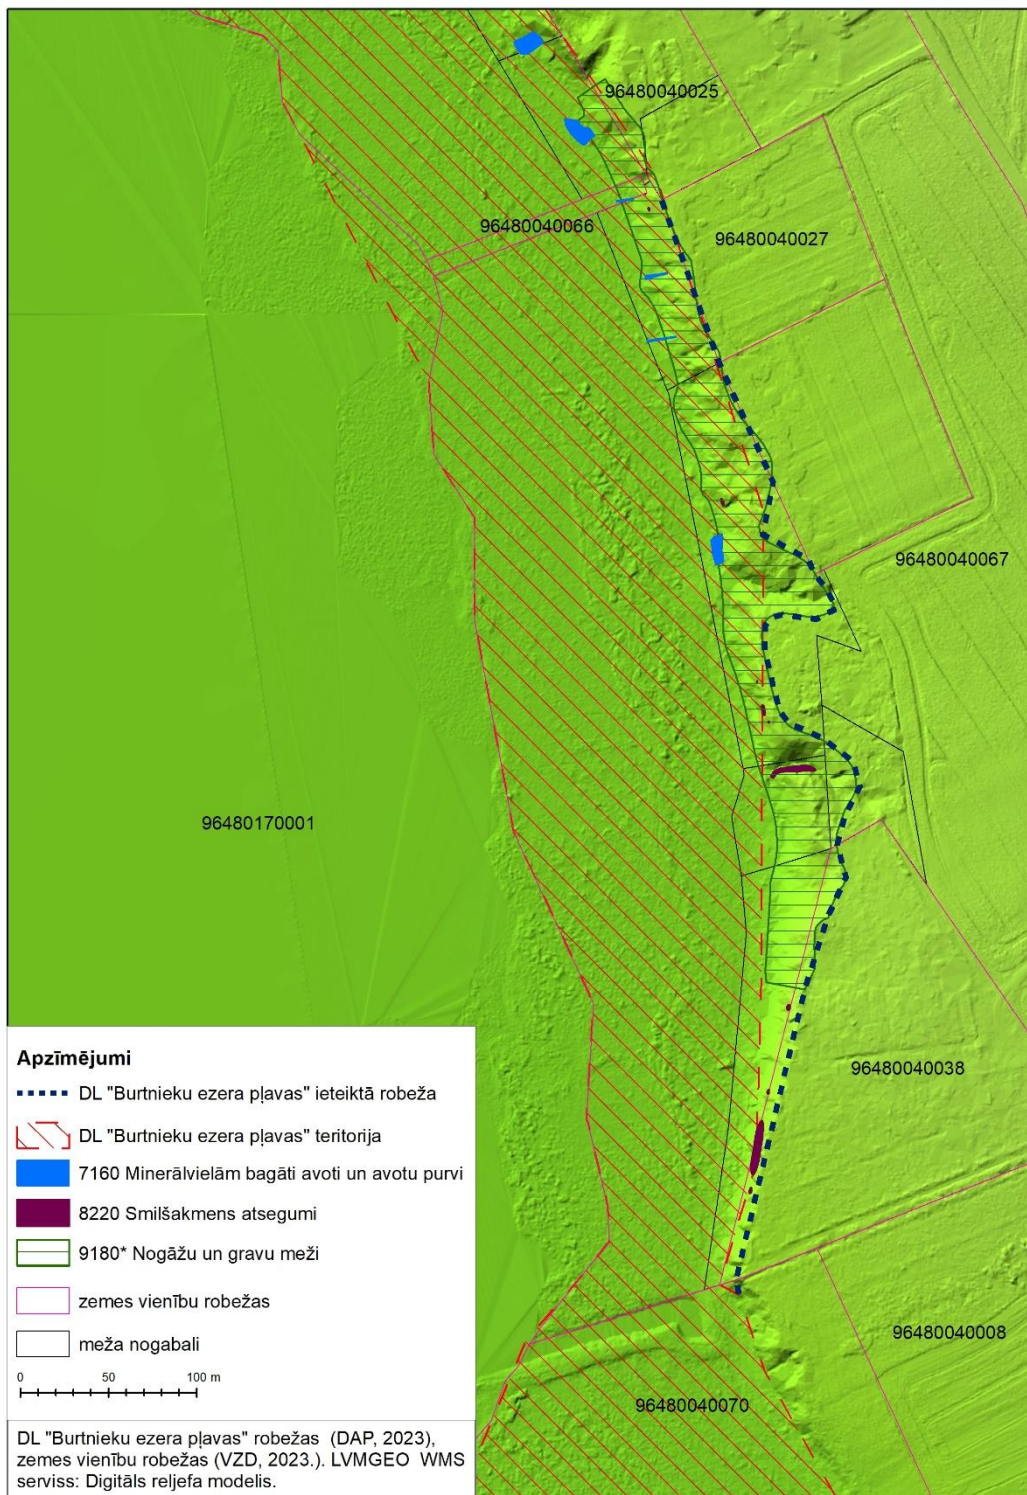 96480040025
96480040066
96480040027
96480040067
96480170001
96480040038
96480040008
96480040070
Apzīmējumi
DL "Burtnieku ezera pļavas" ieteiktā robeža
DL "Burtnieku ezera pļavas" teritorija
7160 Minerālvielām bagāti avoti un avotu purvi
8220 Smilšakmens atsegumi
9180* Nogāžu un gravu meži
zemes vienību robežas
meža nogabali
0 50 100 m
DL "Burtnieku ezera pļavas" robežas (DAP, 2023),
zemes vienību robežas (VZD, 2023.). LVMGEO WMS
serviss: Digitāls reljefa modelis.